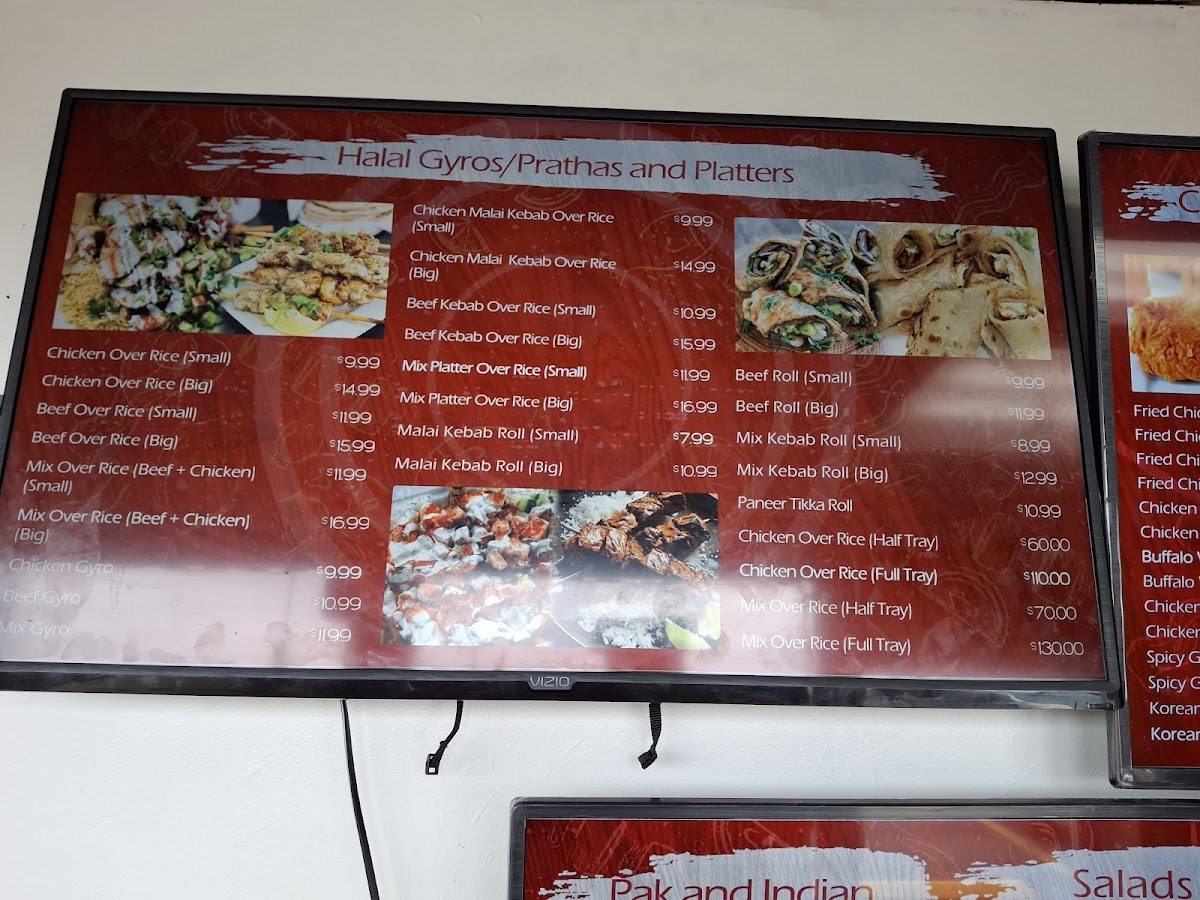 Halal Gyros/Prathas and Platters
Chicken Over Rice (Small) $9.99
Chicken Over Rice (Big) $14.99
Beef Over Rice (Small) $11.99
Beef Over Rice (Big) $15.99
Mix Over Rice (Beef + Chicken) $11.99
(Small)
Mix Over Rice (Beef + Chicken) $16.99
(Big)
Chicken Gyro $9.99
Beef Gyro $10.99
Mix Gyro $11.99
Chicken Malai Kebab Over Rice $9.99
(Small)
Chicken Malai Kebab Over Rice $14.99
(Big)
Beef Kebab Over Rice (Small) $10.99
Beef Kebab Over Rice (Big) $15.99
Mix Platter Over Rice (Small) $11.99
Mix Platter Over Rice (Big) $16.99
Malai Kebab Roll (Small) $7.99
Malai Kebab Roll (Big) $10.99
Beef Roll (Small) $9.99
Beef Roll (Big) $11.99
Mix Kebab Roll (Small) $8.99
Mix Kebab Roll (Big) $12.99
Paneer Tikka Roll $10.99
Chicken Over Rice (Half Tray) $60.00
Chicken Over Rice (Full Tray) $110.00
Mix Over Rice (Half Tray) $70.00
Mix Over Rice (Full Tray) $130.00
VIZIO
Fried Chic
Fried Chic
Fried Chi
Fried Chi
Chicken
Chicken
Buffalo
Buffalo
Chicken
Chicken
Spicy G
Spicy G
Korean
Korean
Pak and Indian
Salads